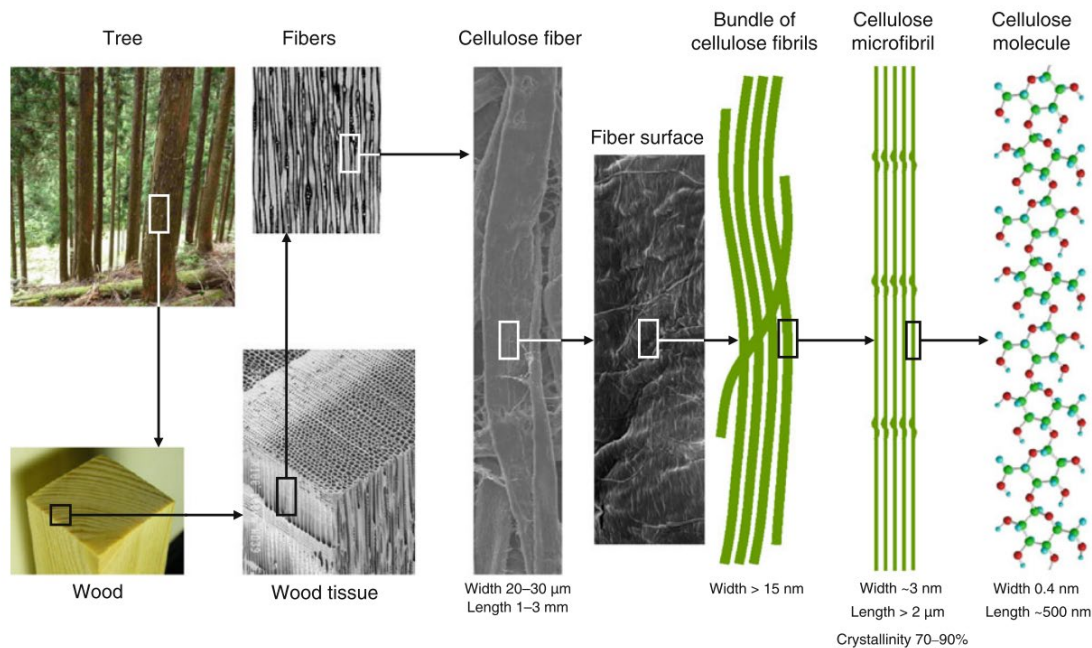 Tree
Fibers
Cellulose fiber
Bundle of
cellulose fibrils
Cellulose
microfibril
Cellulose
molecule
Fiber surface
Wood
Wood tissue
Width 20–30 µm
Length 1–3 mm
Width > 15 nm
Width ~3 nm
Length > 2 µm
Crystallinity 70–90%
Width 0.4 nm
Length ~500 nm